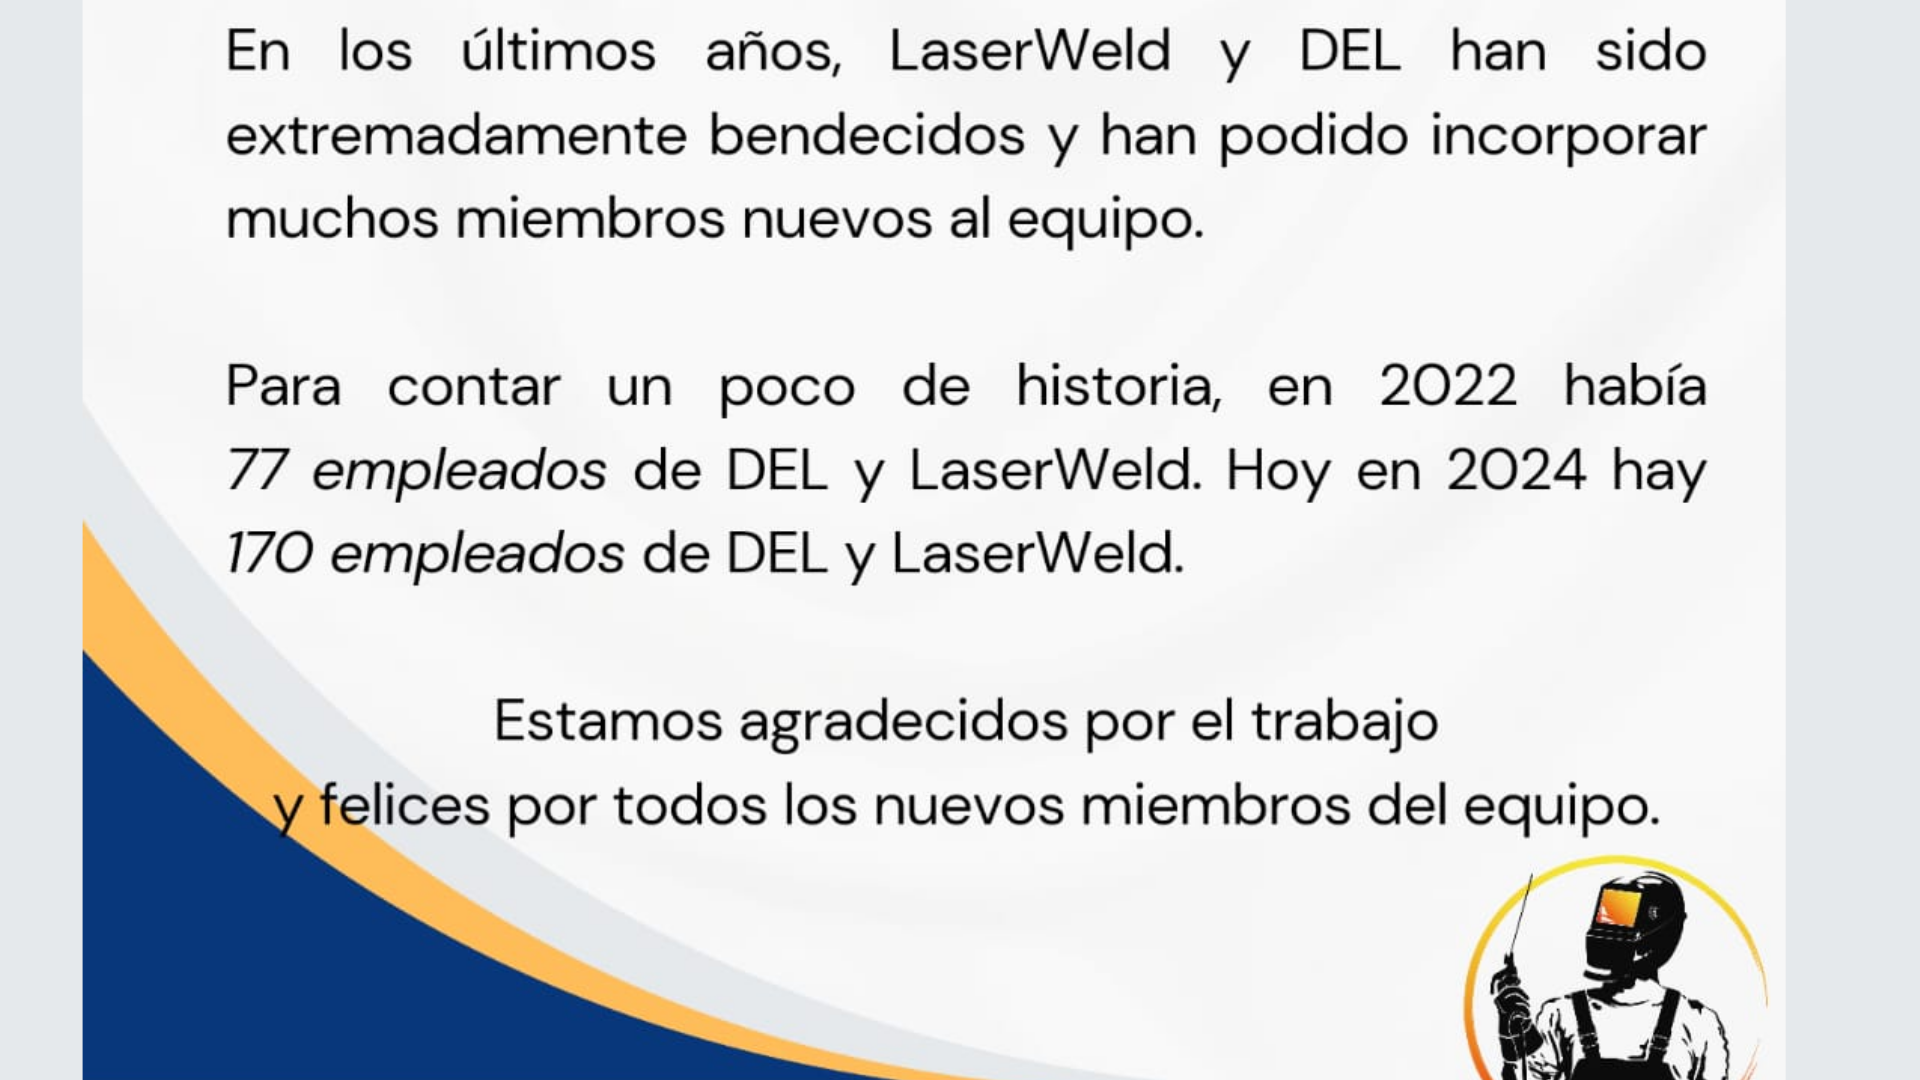 En los últimos años, LaserWeld y DEL han sido
extremadamente bendecidos y han podido incorporar
muchos miembros nuevos al equipo.
Para contar un poco de historia, en 2022 había
77 empleados de DEL y LaserWeld. Hoy en 2024 hay
170 empleados de DEL y LaserWeld.
Estamos agradecidos por el trabajo
y felices por todos los nuevos miembros del equipo.